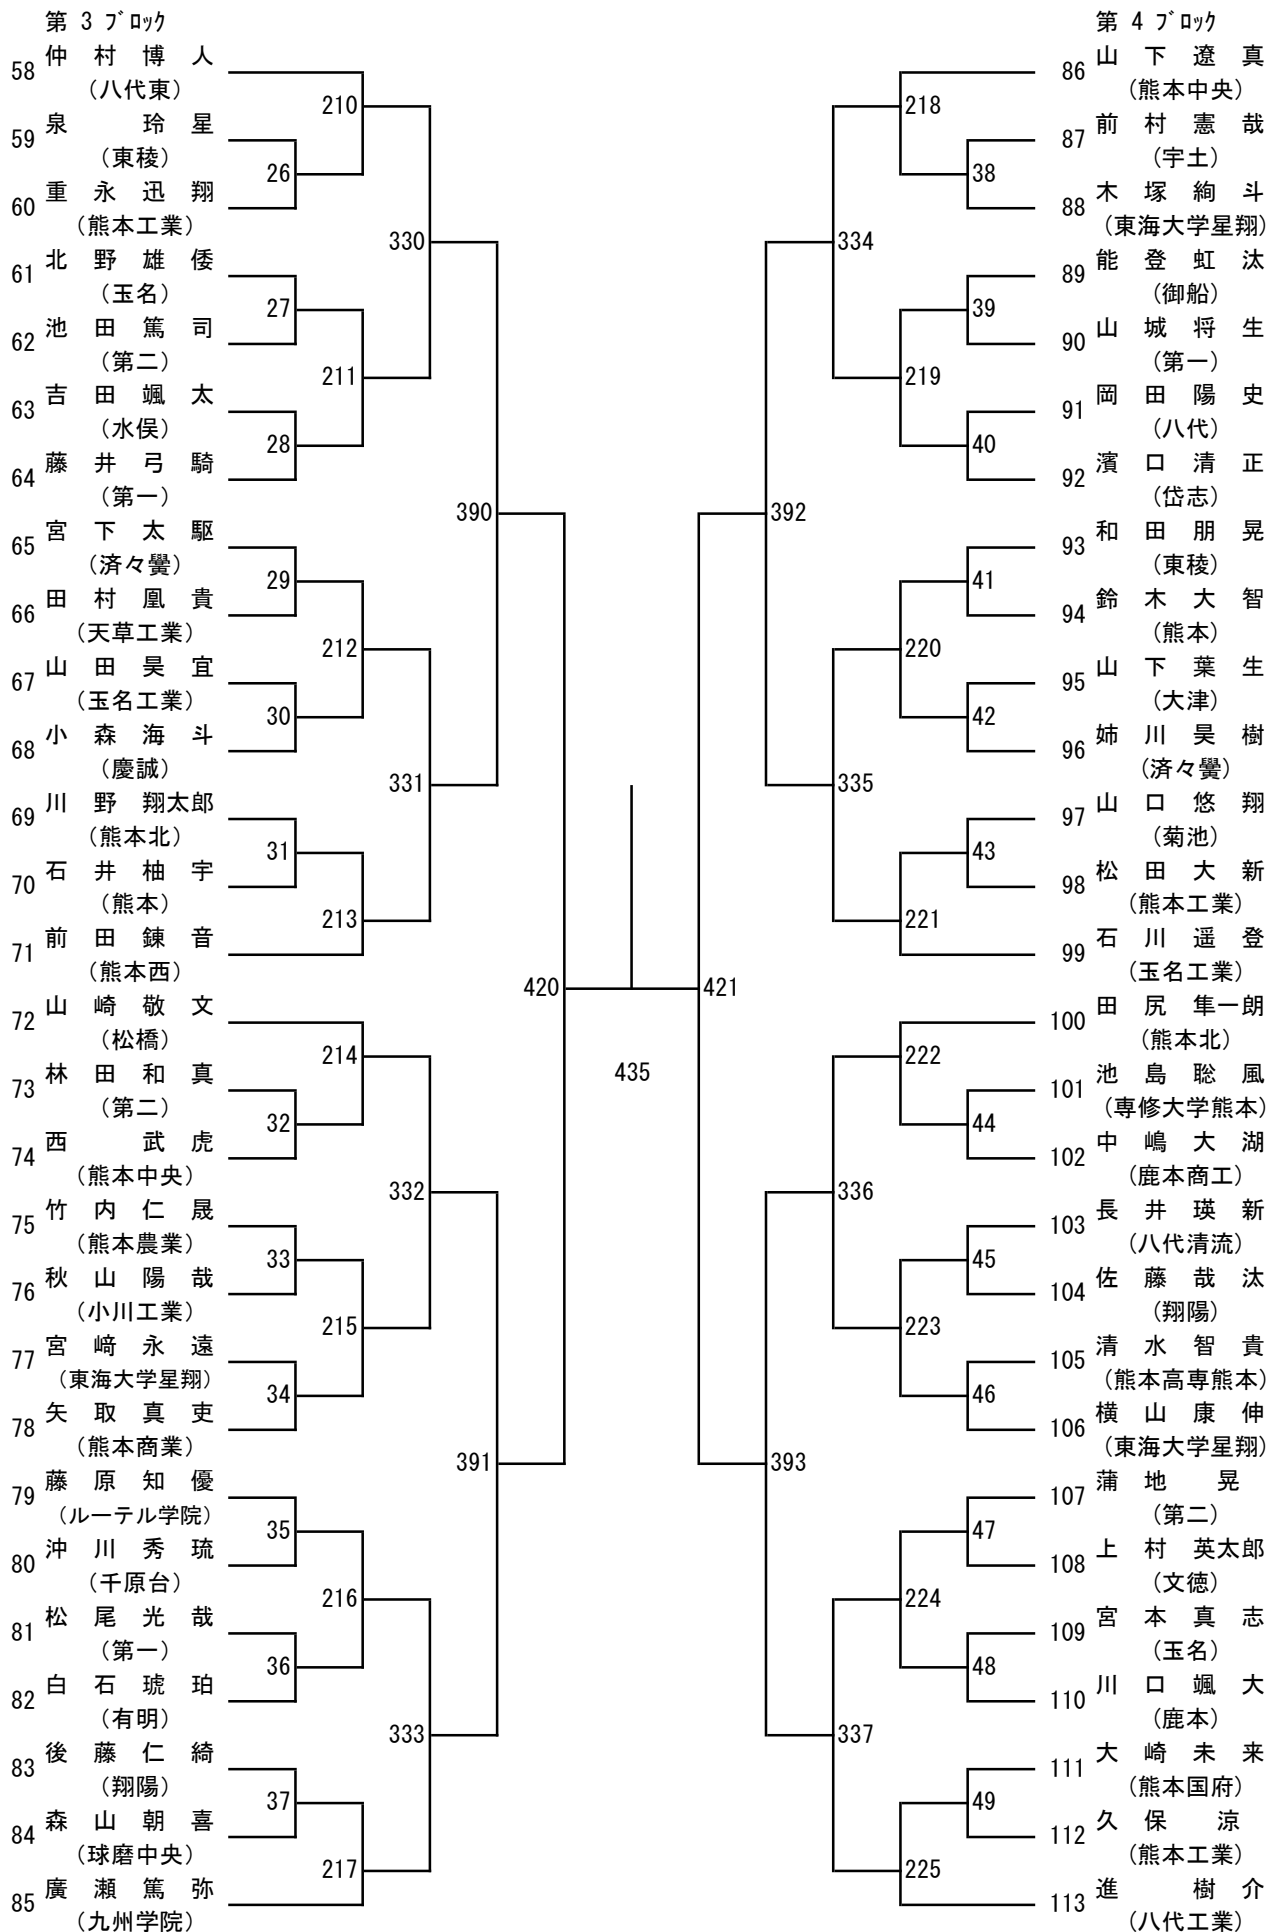 第 3 ブロック
58 仲村博人
(八代東)
210
59 泉 玲星
(東稜)
26
60 重永迅翔
(熊本工業)
330
61 北野雄倭
(玉名)
27
62 池田篤司
(第二)
211
63 吉田颯太
(水俣)
28
64 藤井弓騎
(第一)
390
65 宮下太駆
(済々黌)
29
66 田村凰貴
(天草工業)
212
67 山田昊宜
(玉名工業)
30
68 小森海斗
(慶誠)
331
69 川野翔太郎
(熊本北)
31
70 石井柚宇
(熊本)
213
71 前田錬音
(熊本西)
420
72 山崎敬文
(松橋)
214
73 林田和真
(第二)
32
74 西 武虎
(熊本中央)
332
75 竹内仁晟
(熊本農業)
33
76 秋山陽哉
(小川工業)
215
77 宮﨑永遠
(東海大学星翔)
34
78 矢取真吏
(熊本商業)
391
79 藤原知優
(ルーテル学院)
35
80 沖川秀琉
(千原台)
216
81 松尾光哉
(第一)
36
82 白石琥珀
(有明)
333
83 後藤仁綺
(翔陽)
37
84 森山朝喜
(球磨中央)
217
85 廣瀬篤弥
(九州学院)
435
第 4 ブロック
86 山下遼真
(熊本中央)
218
87 前村憲哉
(宇土)
38
88 木塚絢斗
(東海大学星翔)
334
89 能登虹汰
(御船)
39
90 山城将生
(第一)
219
91 岡田陽史
(八代)
40
92 濱口清正
(岱志)
392
93 和田朋晃
(東稜)
41
94 鈴木大智
(熊本)
220
95 山下葉生
(大津)
42
96 姉川昊樹
(済々黌)
335
97 山口悠翔
(菊池)
43
98 松田大新
(熊本工業)
221
99 石川遥登
(玉名工業)
421
100 田尻隼一朗
(熊本北)
222
101 池島聡風
(専修大学熊本)
44
102 中嶋大湖
(鹿本商工)
336
103 長井瑛新
(八代清流)
45
104 佐藤哉汰
(翔陽)
223
105 清水智貴
(熊本高専熊本)
46
106 横山康伸
(東海大学星翔)
393
107 蒲地 晃
(第二)
47
108 上村英太郎
(文徳)
224
109 宮本真志
(玉名)
48
110 川口颯大
(鹿本)
337
111 大崎未来
(熊本国府)
49
112 久保 涼
(熊本工業)
225
113 進 樹介
(八代工業)